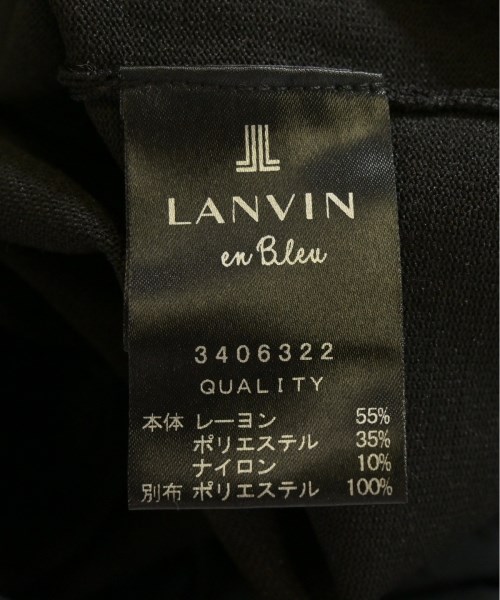 LANVIN
en Bleu
3406322
QUALITY
本体 レーヨン 55%
ポリエステル 35%
ナイロン 10%
別布 ポリエステル 100%